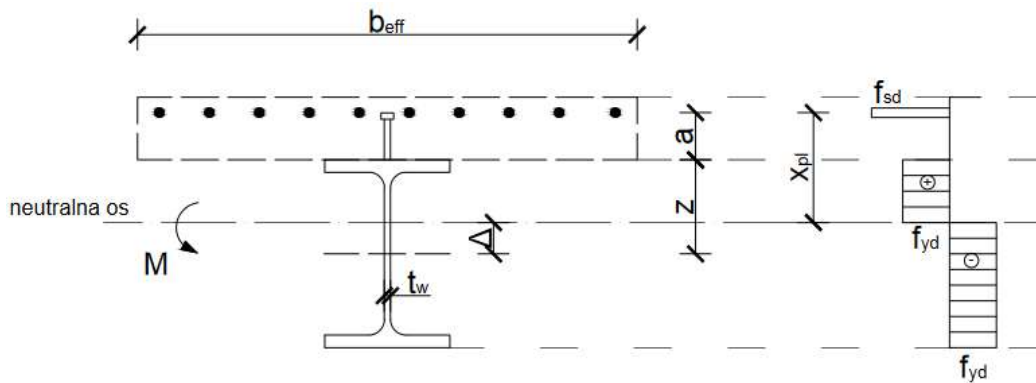 beff
fsd
a
xpl
z
neutralna os
Δ
M
fyd
tw
fyd
+
-